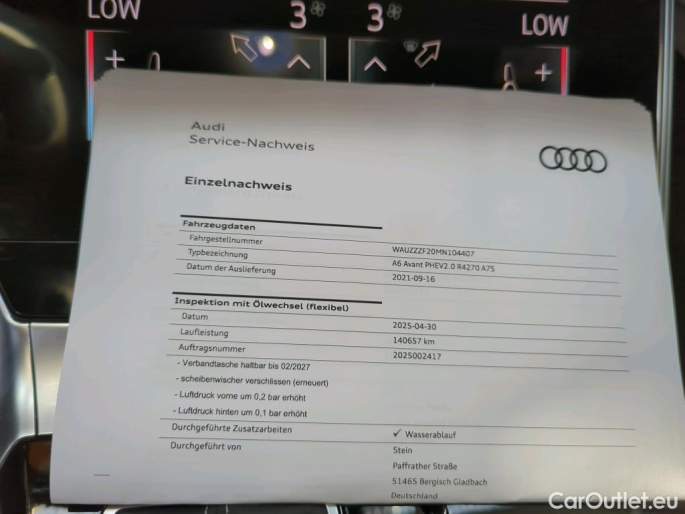 LOW
3
3
LOW
Audi
Service-Nachweis
Einzelnachweis
Fahrzeugdaten
Fahrgestellnummer WAUZZZF20MN104407
Typbezeichnung A6 Avant PHEV2.0 R4270 A7S
Datum der Auslieferung 2021-09-16
Inspektion mit Ölwechsel (flexibel)
Datum 2025-04-30
Laufleistung 140657 km
Auftragsnummer 2025002417
- Verbandtasche haltbar bis 02/2027
- scheibenwischer verschlissen (erneuert)
- Luftdruck vorne um 0,2 bar erhöht
- Luftdruck hinten um 0,1 bar erhöht
Durchgeführte Zusatzarbeiten ✓ Wasserablauf
Durchgeführt von Stein
Paffrather Straße
51465 Bergisch Gladbach
Deutschland
CarOutlet.eu